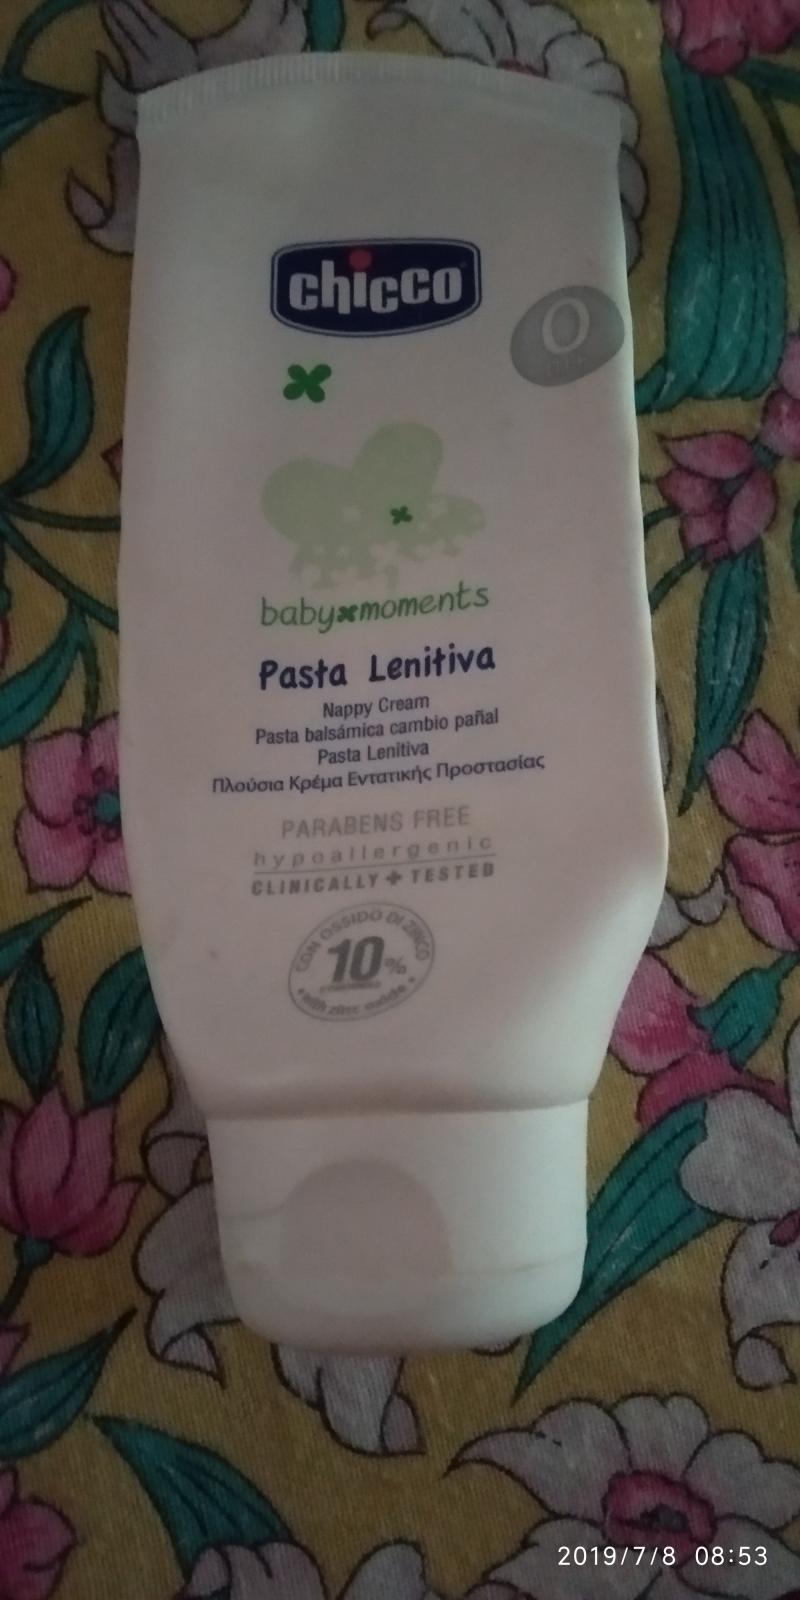 chicco
0
baby moments
Pasta Lenitiva
Nappy Cream
Pasta balsámica cambio pañal
Pasta Lenitiva
Πλούσια Κρέμα Εντατικής Προστασίας
PARABENS FREE
hypoallergenic
CLINICALLY + TESTED
CON OSSIDO DI ZINCO
10%
with zinc oxide
2019/7/8 08:53